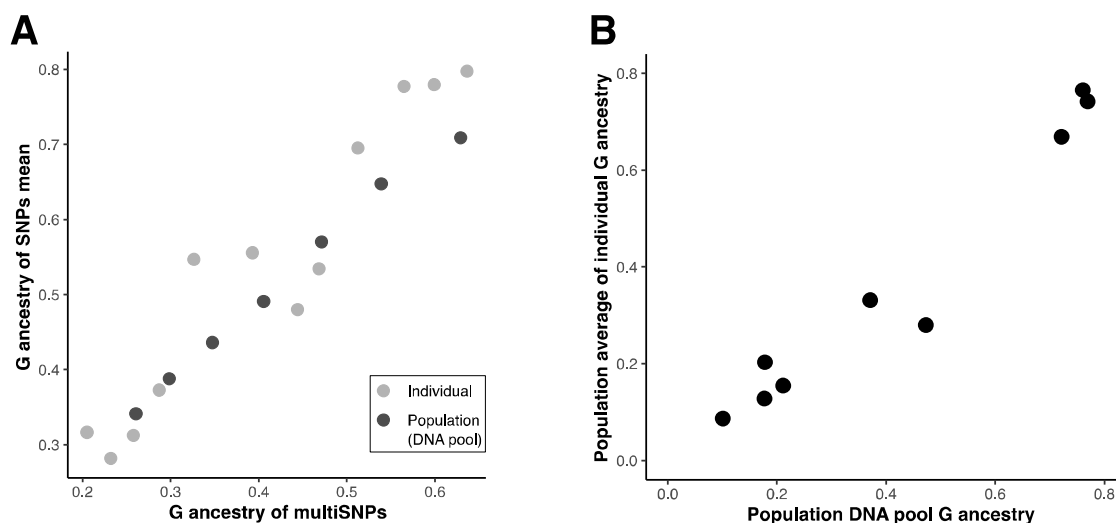 A
G ancestry of SNPs mean
0.8
0.7
0.6
0.5
0.4
0.3
0.2
0.3
0.4
0.5
0.6
G ancestry of multiSNPs
Individual
Population
(DNA pool)
B
Population average of individual G ancestry
0.8
0.6
0.4
0.2
0.0
0.0
0.2
0.4
0.6
0.8
Population DNA pool G ancestry